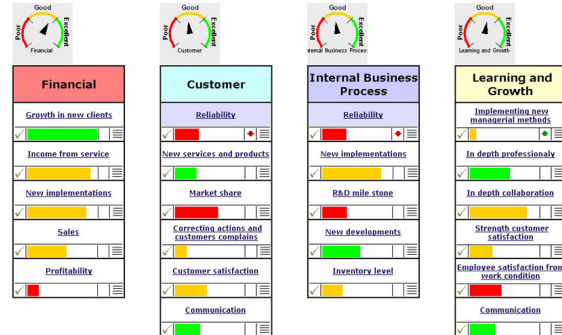 Good
Poor
Excellent
Financial
Good
Poor
Excellent
Customer
Good
Poor
Excellent
Internal Business Process
Good
Poor
Excellent
Learning and Growth
Financial
Growth in new clients
Income from service
New implementations
Sales
Profitability
Customer
Reliability
New services and products
Market share
Correcting actions and
customers complains
Customer satisfaction
Communication
Internal Business
Process
Reliability
New implementations
R&D mile stone
New developments
Inventory level
Learning and
Growth
Implementing new
managerial methods
In depth professionaly
In depth collaboration
Strength customer
satisfaction
Employee satisfaction from
work condition
Communication